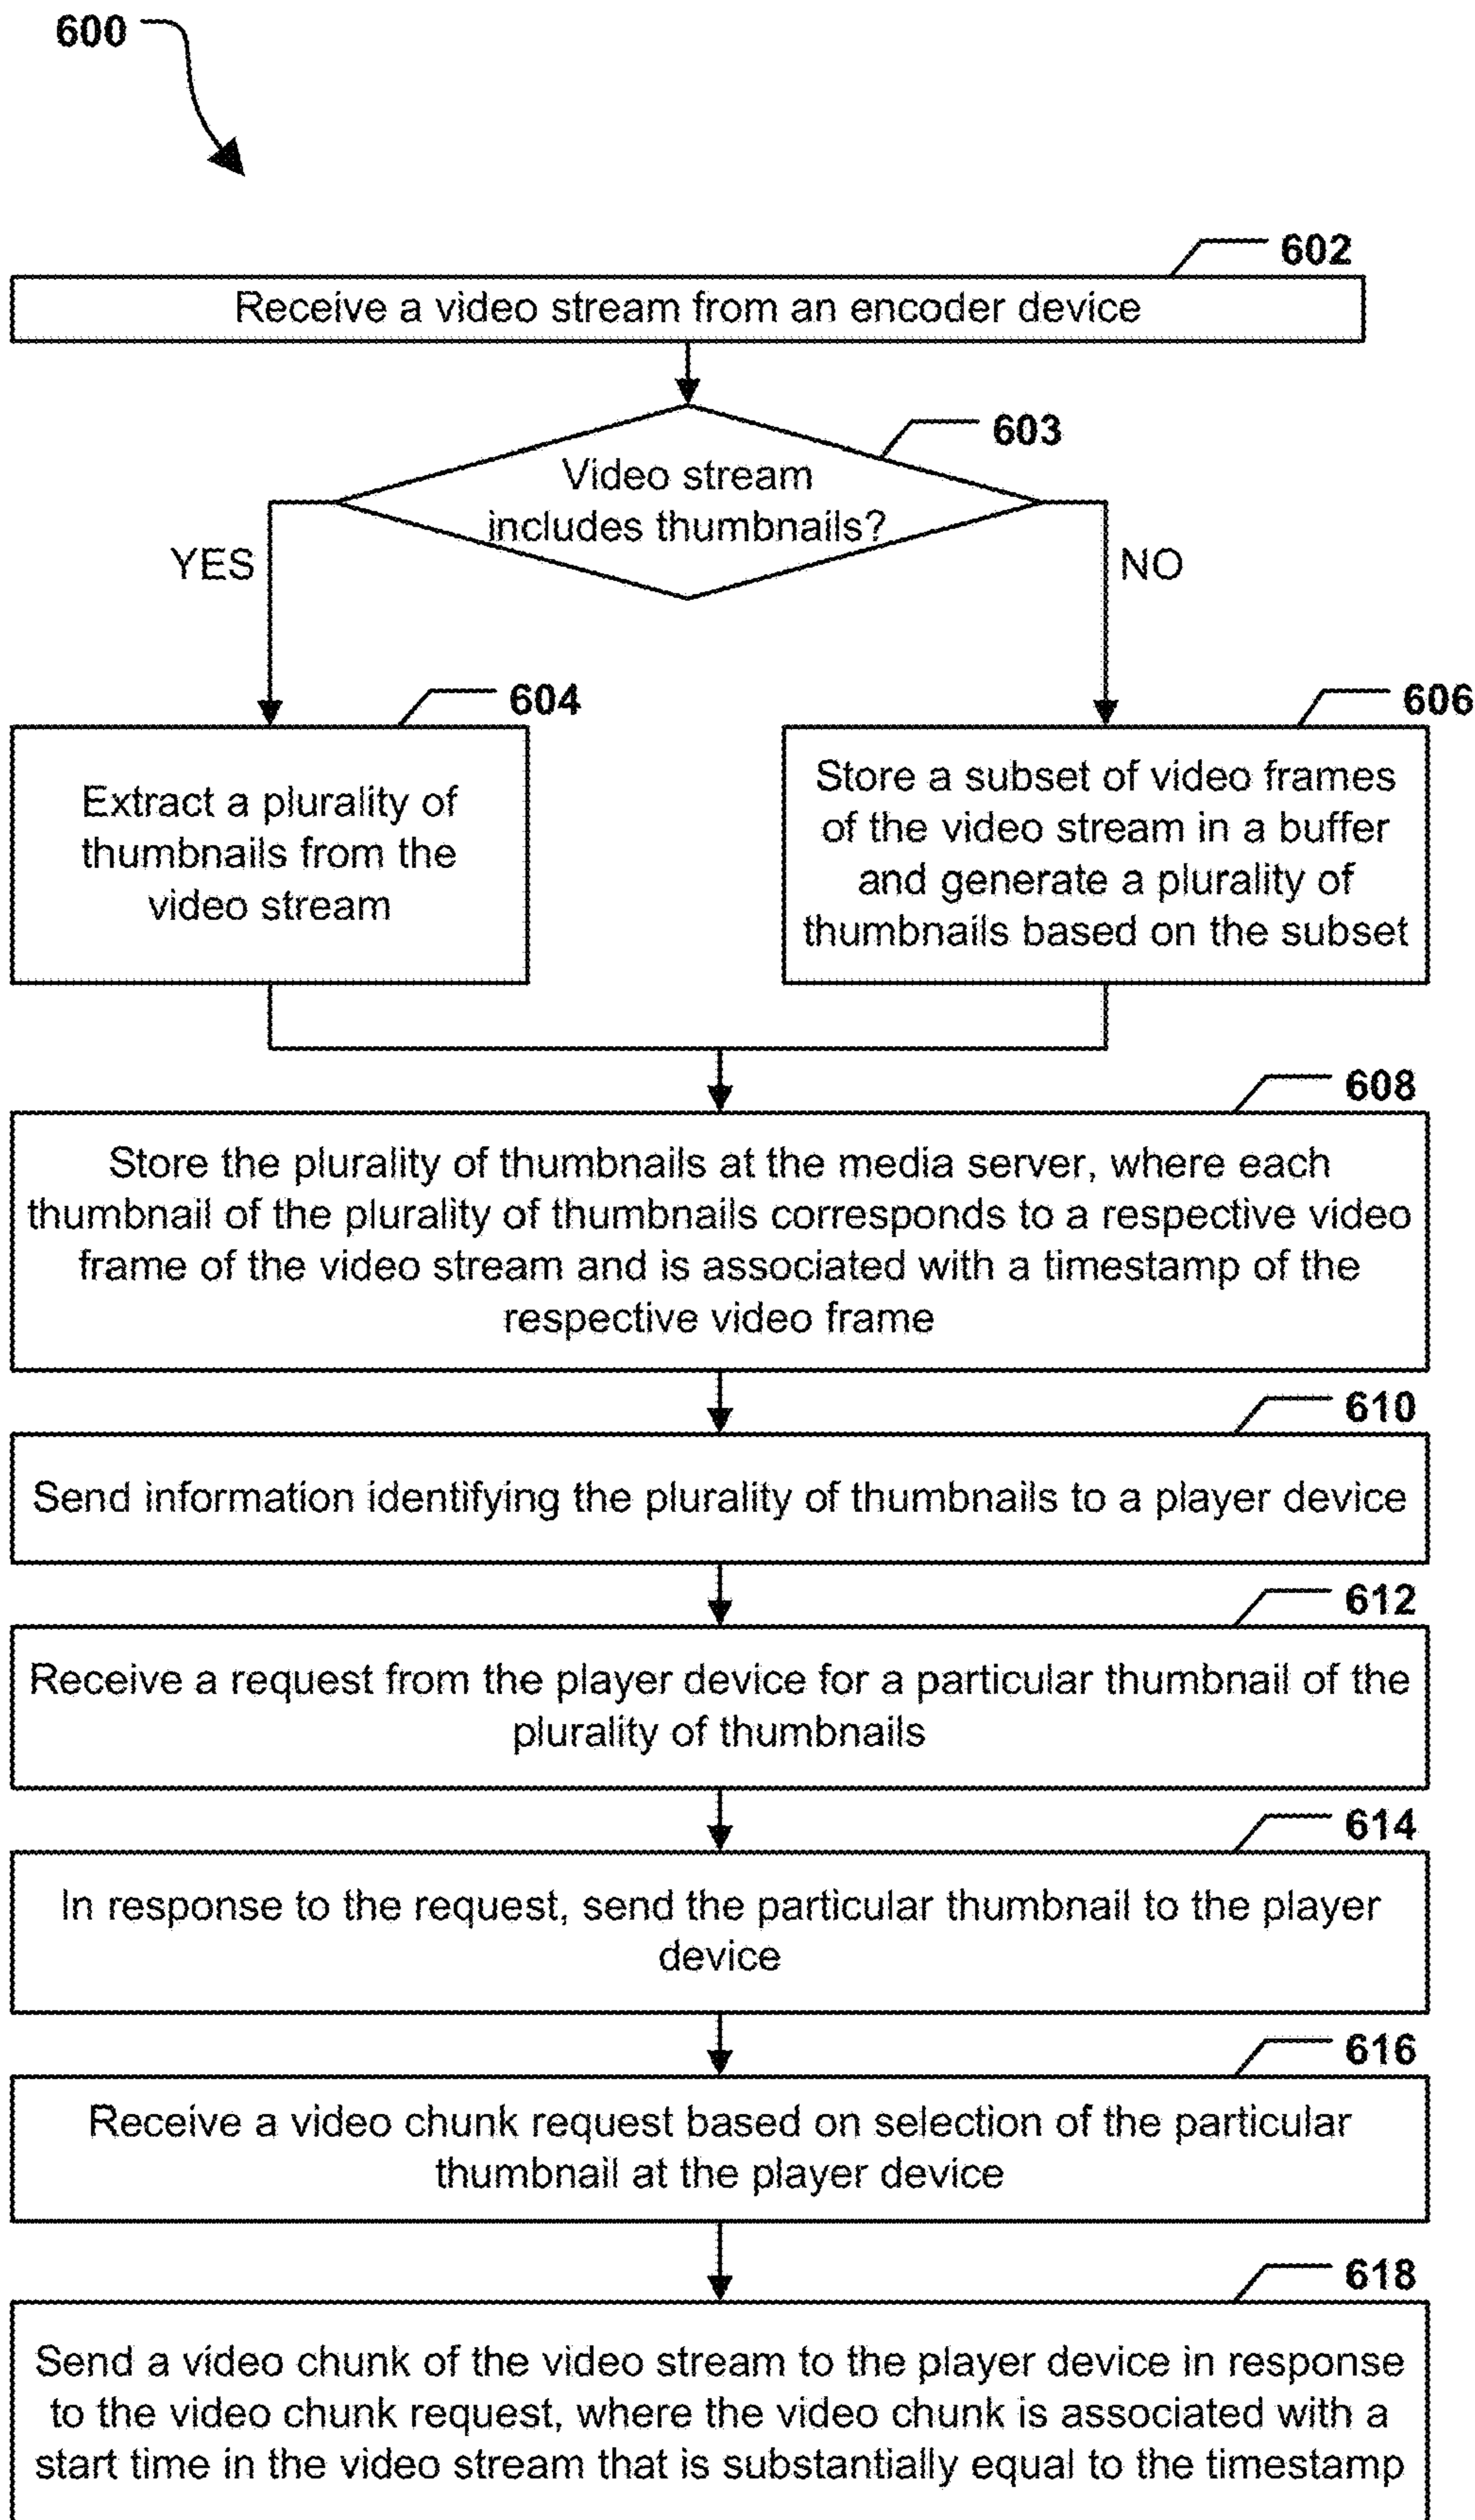 600
602
Receive a video stream from an encoder device
603
Video stream
includes thumbnails?
YES
NO
604
Extract a plurality of
thumbnails from the
video stream
606
Store a subset of video frames
of the video stream in a buffer
and generate a plurality of
thumbnails based on the subset
608
Store the plurality of thumbnails at the media server, where each
thumbnail of the plurality of thumbnails corresponds to a respective video
frame of the video stream and is associated with a timestamp of the
respective video frame
610
Send information identifying the plurality of thumbnails to a player device
612
Receive a request from the player device for a particular thumbnail of the
plurality of thumbnails
614
In response to the request, send the particular thumbnail to the player
device
616
Receive a video chunk request based on selection of the particular
thumbnail at the player device
618
Send a video chunk of the video stream to the player device in response
to the video chunk request, where the video chunk is associated with a
start time in the video stream that is substantially equal to the timestamp